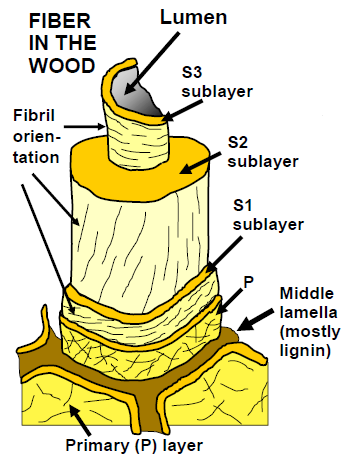 FIBER
IN THE
WOOD
Lumen
S3
sublayer
Fibril
orien-
tation
S2
sublayer
S1
sublayer
P
Middle
lamella
(mostly
lignin)
Primary (P) layer